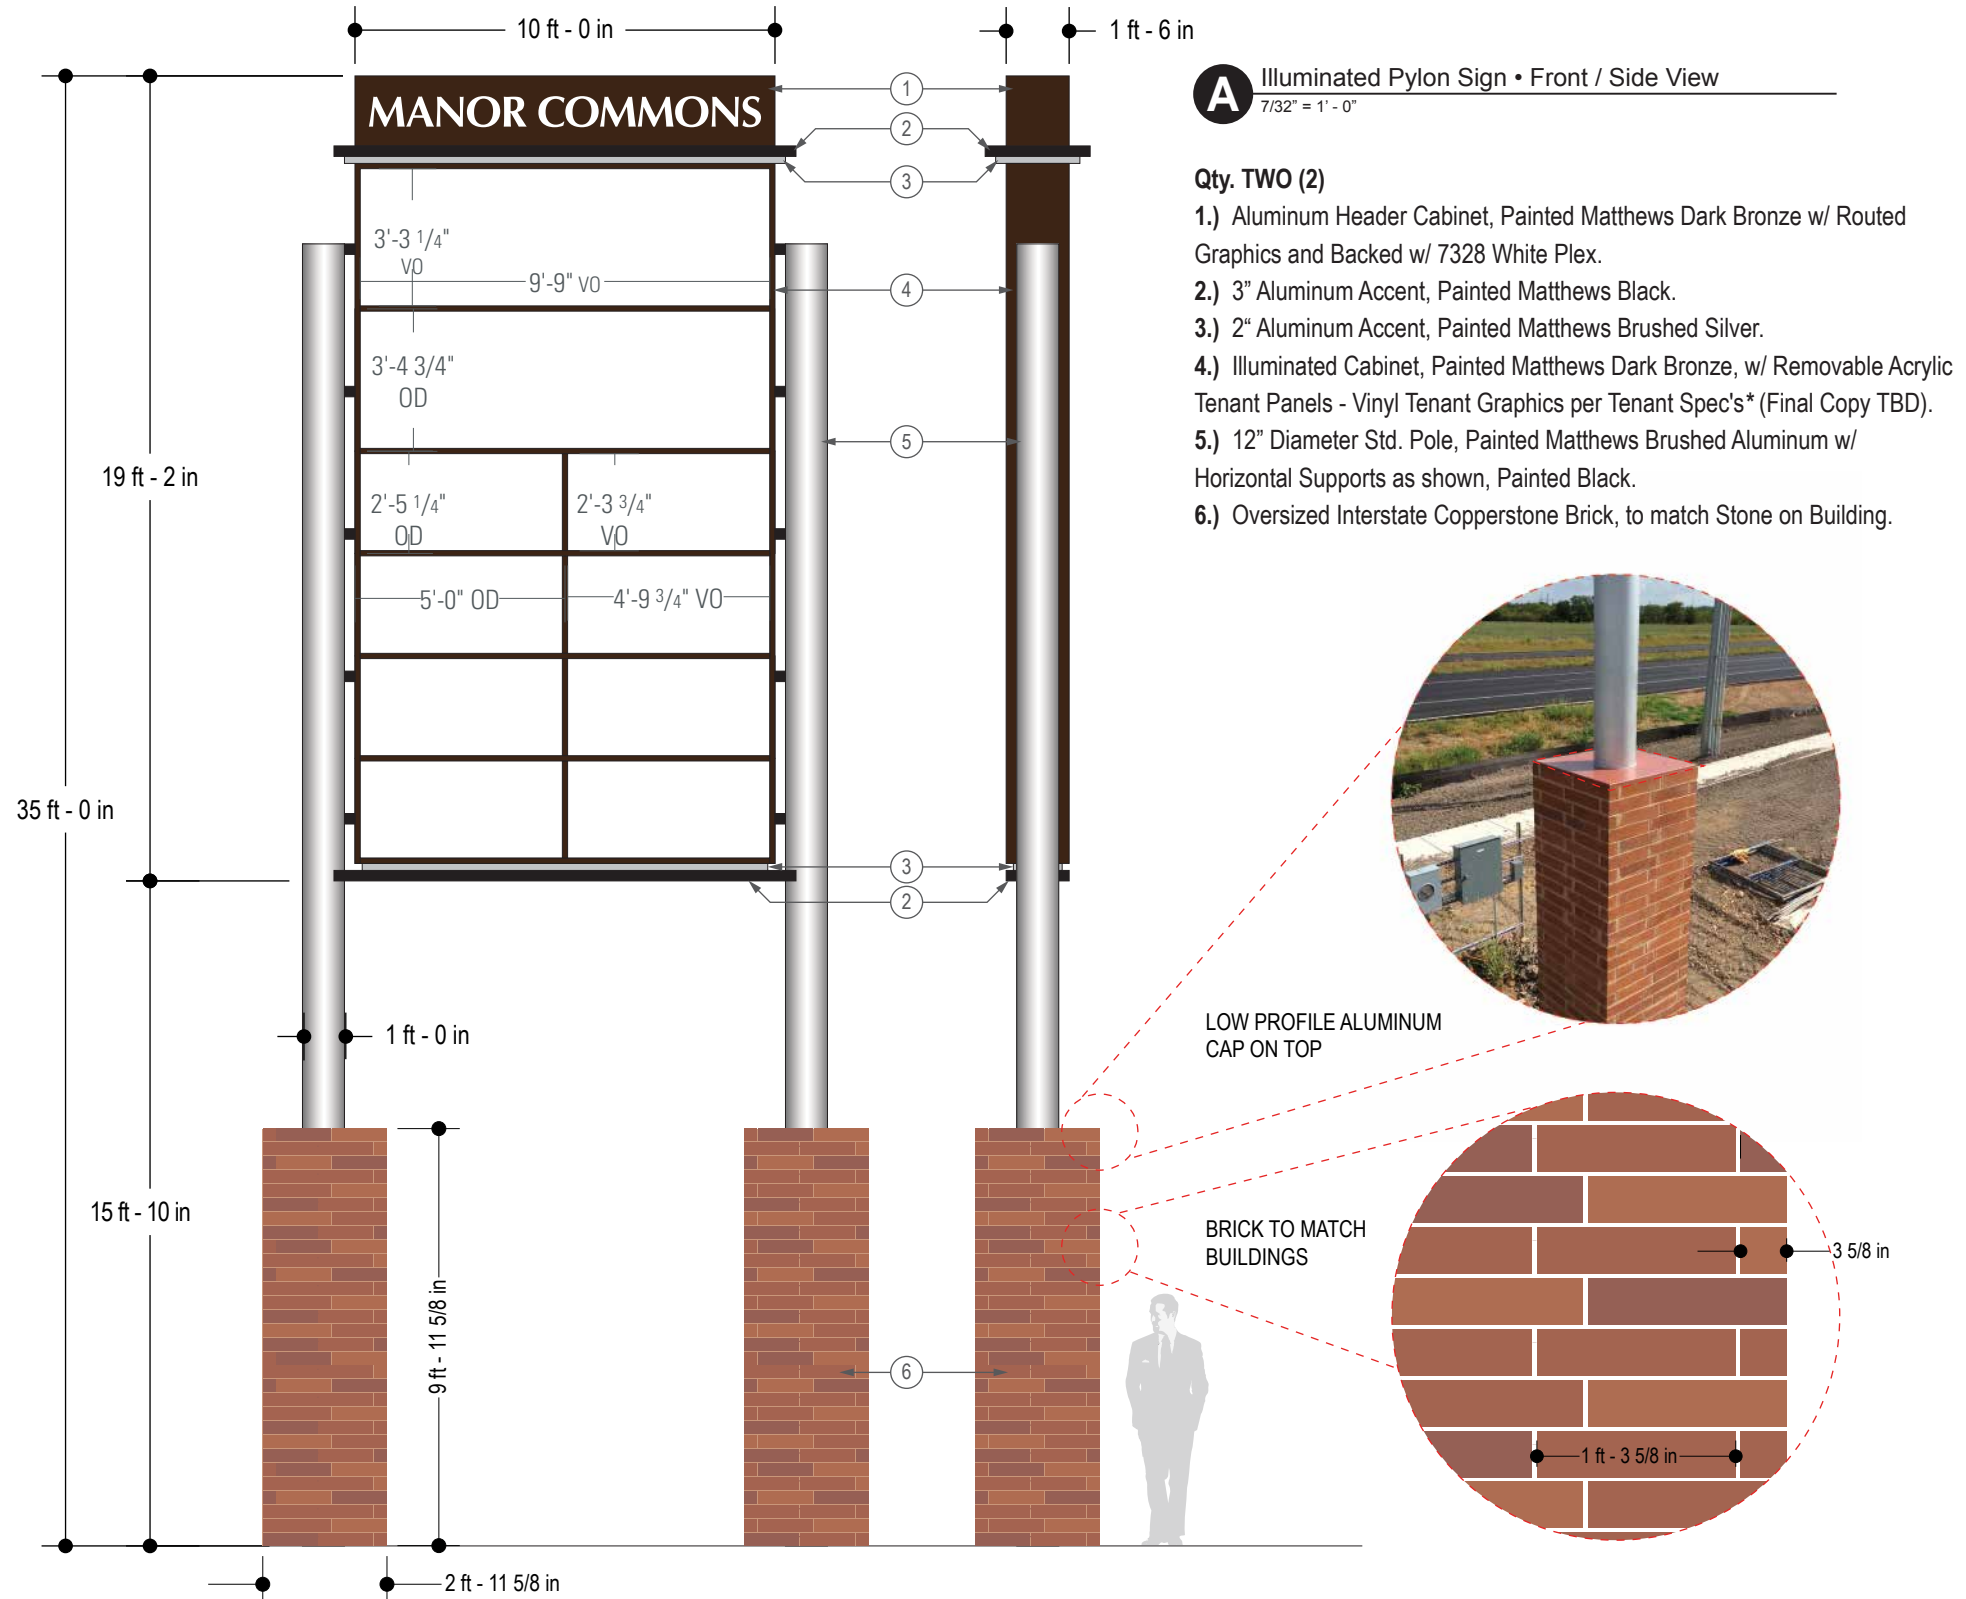 10 ft - 0 in
1 ft - 6 in
A
Illuminated Pylon Sign • Front / Side View
7/32” = 1’ - 0”
MANOR COMMONS
1
2
3
Qty. TWO (2)
1.) Aluminum Header Cabinet, Painted Matthews Dark Bronze w/ Routed
Graphics and Backed w/ 7328 White Plex.
2.) 3” Aluminum Accent, Painted Matthews Black.
3.) 2“ Aluminum Accent, Painted Matthews Brushed Silver.
4.) Illuminated Cabinet, Painted Matthews Dark Bronze, w/ Removable Acrylic
Tenant Panels - Vinyl Tenant Graphics per Tenant Spec's* (Final Copy TBD).
5.) 12” Diameter Std. Pole, Painted Matthews Brushed Aluminum w/
Horizontal Supports as shown, Painted Black.
6.) Oversized Interstate Copperstone Brick, to match Stone on Building.
3'-3 1/4"
VO
9'-9" VO
4
3'-4 3/4"
OD
5
19 ft - 2 in
2'-5 1/4"
OD
2'-3 3/4"
VO
5'-0" OD
4'-9 3/4" VO
35 ft - 0 in
3
2
1 ft - 0 in
LOW PROFILE ALUMINUM
CAP ON TOP
15 ft - 10 in
BRICK TO MATCH
BUILDINGS
3 5/8 in
9 ft - 11 5/8 in
6
1 ft - 3 5/8 in
2 ft - 11 5/8 in